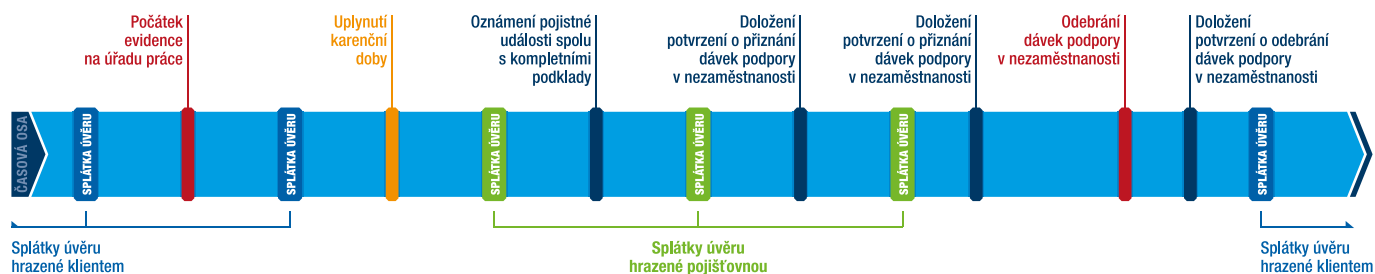 Počátek
evidence
na úřadu práce
Uplynutí
karenční
doby
Oznámení pojistné
události spolu
s kompletními
podklady
Doložení
potvrzení o přiznání
dávek podpory
v nezaměstnanosti
Doložení
potvrzení o přiznání
dávek podpory
v nezaměstnanosti
Odebrání
dávek podpory
v nezaměstnanosti
Doložení
potvrzení o odebrání
dávek podpory
v nezaměstnanosti
ČASOVÁ OSA
SPLÁTKA ÚVĚRU
SPLÁTKA ÚVĚRU
SPLÁTKA ÚVĚRU
SPLÁTKA ÚVĚRU
SPLÁTKA ÚVĚRU
SPLÁTKA ÚVĚRU
Splátky úvěru
hrazené klientem
Splátky úvěru
hrazené pojišťovnou
Splátky úvěru
hrazené klientem